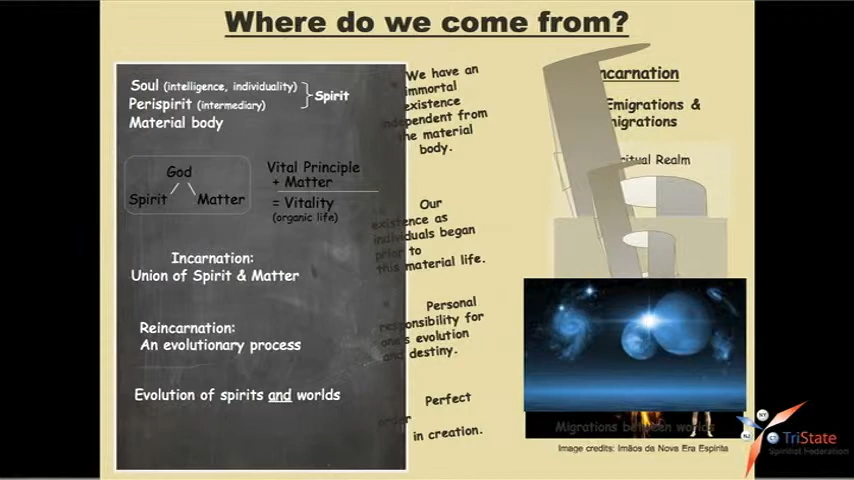 Where do we come from?
Soul (intelligence, individuality)
Perispirit (intermediary)
Spirit
Material body
God
Spirit
Matter
Vital Principle
+ Matter
= Vitality
(organic life)
Incarnation:
Union of Spirit & Matter
Reincarnation:
An evolutionary process
Evolution of spirits and worlds
We have an
immortal
existence
independent from
the material
body.
Our
existence as
individuals began
prior to
this material life.
Personal
responsibility for
one's evolution
and destiny.
Perfect
order
in creation.
ncarnation
Emigrations &
migrations
ritual Realm
Migrations between worlds
Image credits: Imãos da Nova Era Espirita
NY
NJ
TriState
Spiritist Federation